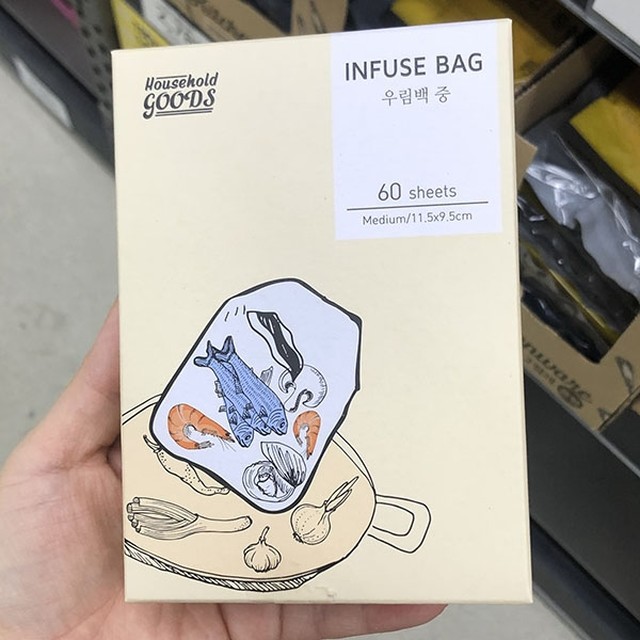 Household
GOODS
INFUSE BAG
우림백 중
60 sheets
Medium/11.5x9.5cm